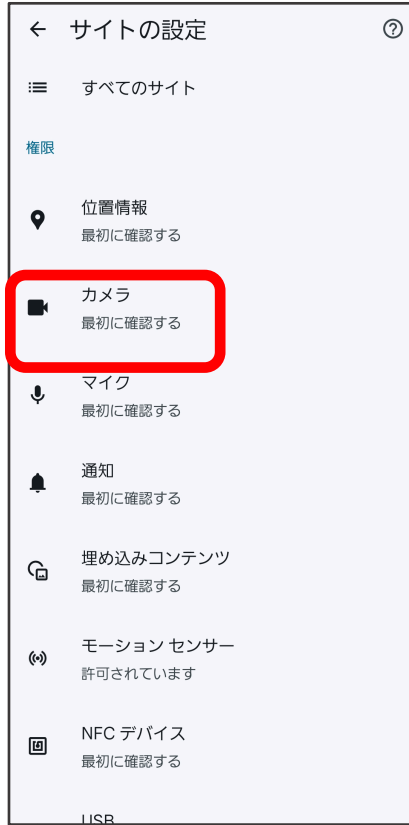 サイトの設定
すべてのサイト
権限
位置情報
最初に確認する
カメラ
最初に確認する
マイク
最初に確認する
通知
最初に確認する
埋め込みコンテンツ
最初に確認する
モーション センサー
許可されています
NFC デバイス
最初に確認する
USB